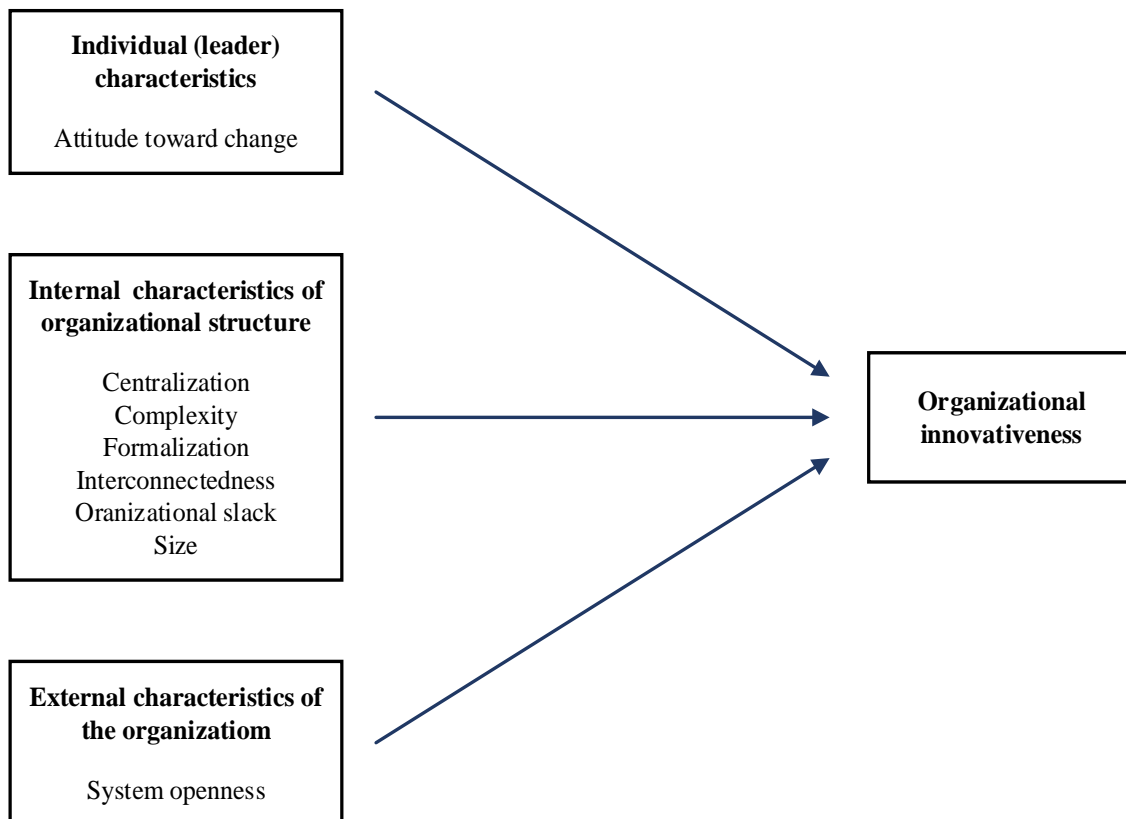 Individual (leader)
characteristics
Attitude toward change
Internal characteristics of
organizational structure
Centralization
Complexity
Formalization
Interconnectedness
Oranizational slack
Size
External characteristics of
the organizatiom
System openness
Organizational
innovativeness